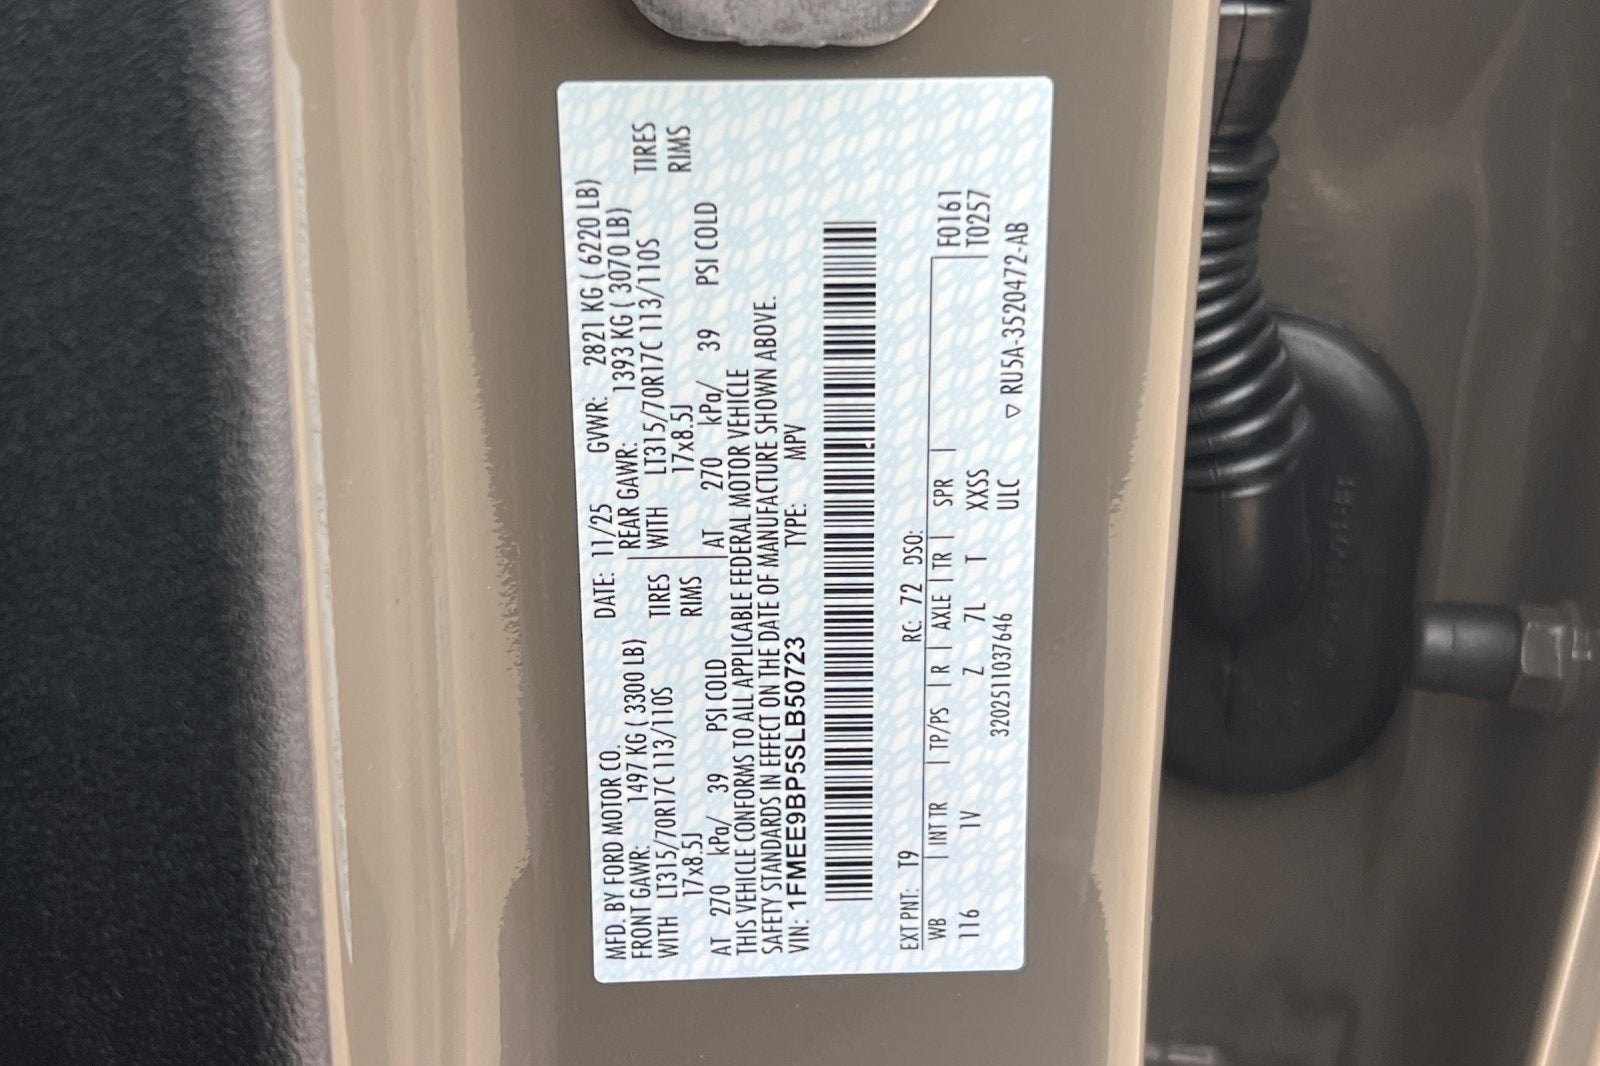 MFD. BY FORD MOTOR CO. DATE: 11/25 GVWR: 2821 KG ( 6220 LB)
FRONT GAWR: 1497 KG ( 3300 LB) REAR GAWR: 1393 KG ( 3070 LB)
WITH LT315/70R17C 113/110S TIRES WITH LT315/70R17C 113/110S TIRES
17x8.5J RIMS 17x8.5J RIMS
AT 270 kPa/ 39 PSI COLD AT 270 kPa/ 39 PSI COLD
THIS VEHICLE CONFORMS TO ALL APPLICABLE FEDERAL MOTOR VEHICLE
SAFETY STANDARDS IN EFFECT ON THE DATE OF MANUFACTURE SHOWN ABOVE.
VIN: 1FMEE9BP5SLB50723 TYPE: MPV
EXT PNT: T9 RC: 72 DSO:
WB INT TR TP/PS R AXLE TR SPR F0161
116 1V Z 7L T XXSS T0257
320251103764​6 ULC ▽ RU5A-3520472-AB